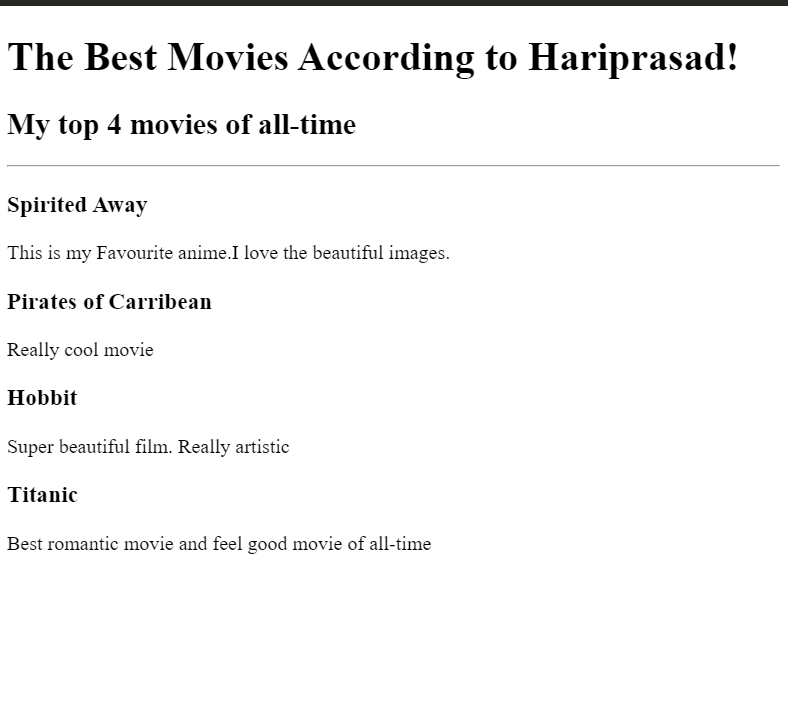 The Best Movies According to Hariprasad!
My top 4 movies of all-time
Spirited Away
This is my Favourite anime.I love the beautiful images.
Pirates of Carribean
Really cool movie
Hobbit
Super beautiful film. Really artistic
Titanic
Best romantic movie and feel good movie of all-time